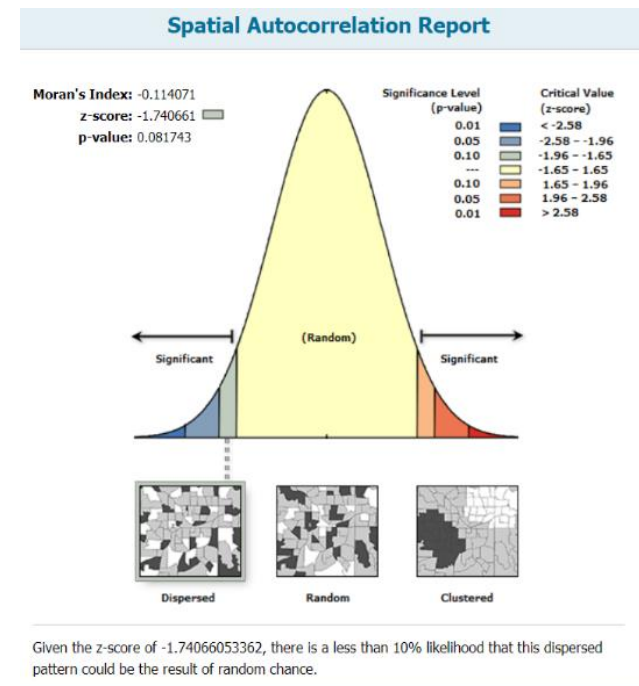 Spatial Autocorrelation Report
Moran's Index: -0.114071
z-score: -1.740661
p-value: 0.081743
Significance Level Critical Value
(p-value) (z-score)
0.01 < -2.58
0.05 -2.58 – -1.96
0.10 -1.96 – -1.65
--- -1.65 – 1.65
0.10 1.65 – 1.96
0.05 1.96 – 2.58
0.01 > 2.58
(Random)
Significant Significant
Dispersed Random Clustered
Given the z-score of -1.74066053362, there is a less than 10% likelihood that this dispersed
pattern could be the result of random chance.